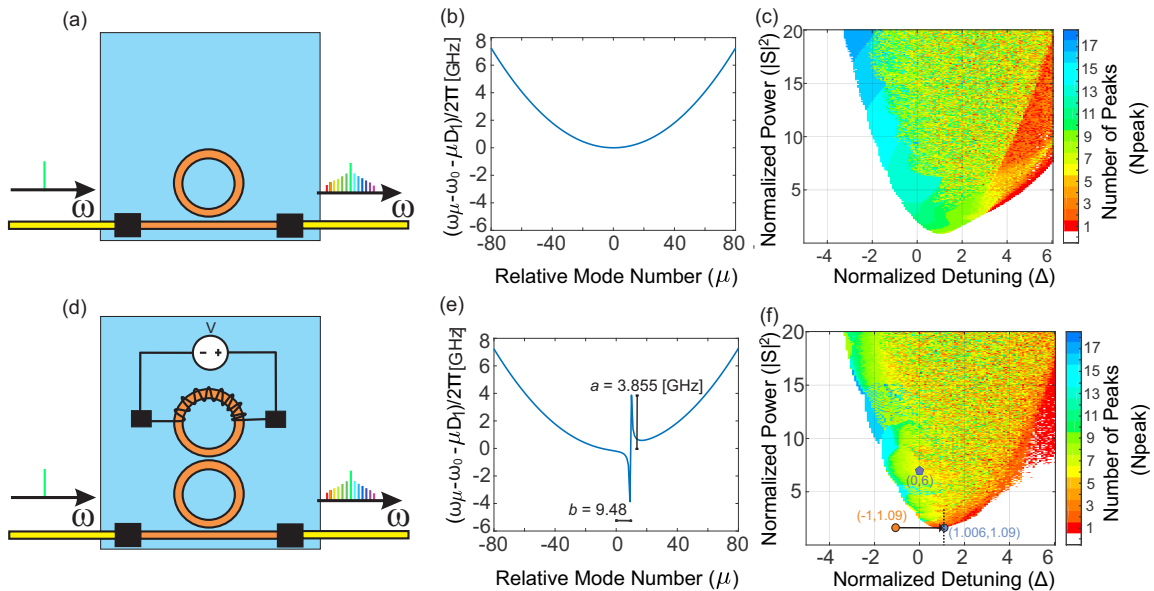 (a)
ω
ω
(b)
(ωμ-ω₀ - μD₁)/2π [GHz]
8
6
4
2
0
-2
-4
-6
-80
-40
0
40
80
Relative Mode Number (μ)
(c)
Normalized Power (|S|²)
20
15
10
5
-4
-2
0
2
4
6
Normalized Detuning (Δ)
17
15
13
11
9
7
5
3
1
Number of Peaks
(Npeak)
(d)
V
- +
ω
ω
(e)
(ωμ-ω₀ - μD₁)/2π[GHz]
8
6
4
2
0
-2
-4
-6
a = 3.855 [GHz]
b = 9.48
-80
-40
0
40
80
Relative Mode Number (μ)
(f)
Normalized Power (|S|²)
20
15
10
5
(0,6)
(-1,1.09)
(1.006,1.09)
-4
-2
0
2
4
6
Normalized Detuning (Δ)
17
15
13
11
9
7
5
3
1
Number of Peaks
(Npeak)